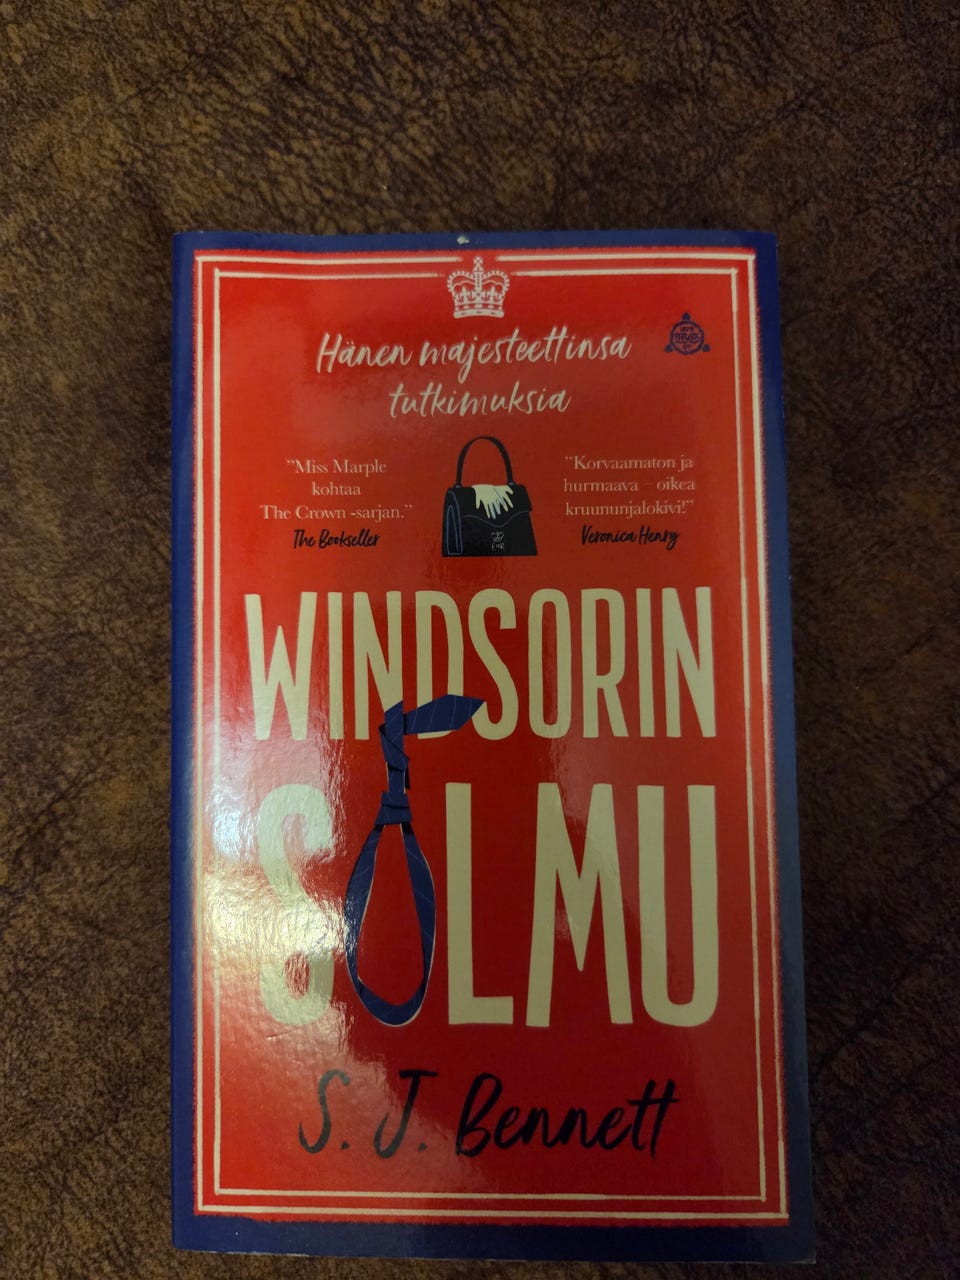 Hänen majesteettinsa
tutkimuksia
"Miss Marple
kohtaa
The Crown -sarjan."
The Bookseller
"Korvaamaton ja
hurmaava – oikea
kruununjalokivi!"
Veronica Henry
WINDSORIN
SOLMU
S. J. Bennett